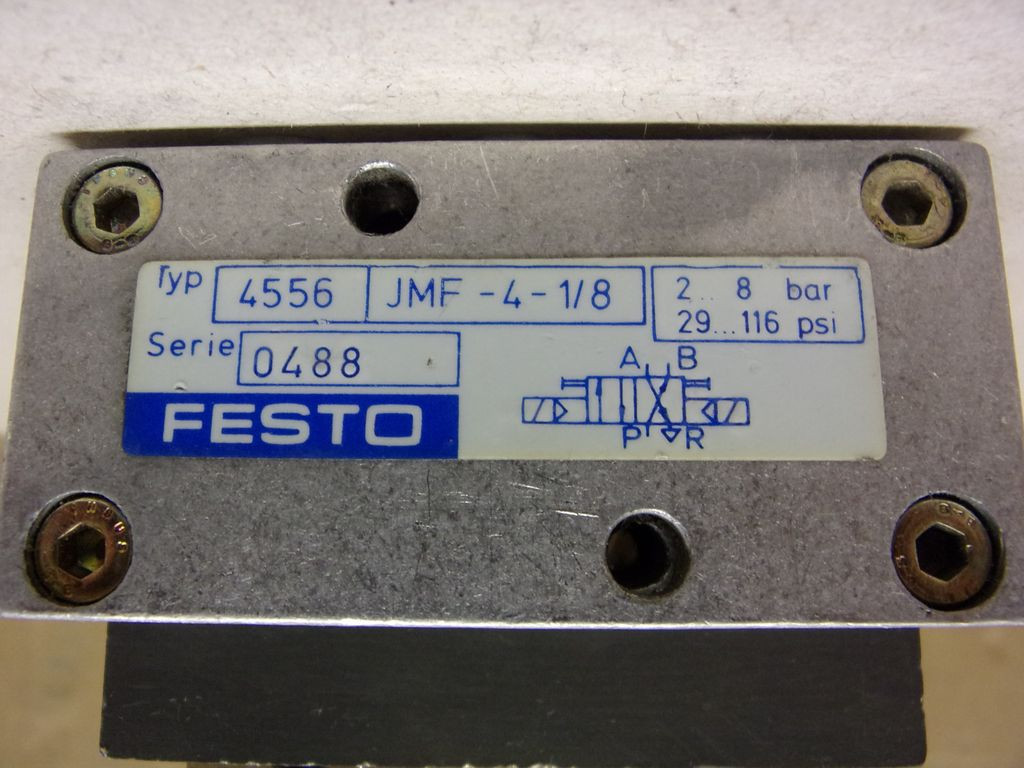 Typ 4556 JMF -4- 1/8
2... 8 bar
29...116 psi
Serie 0488
A B
FESTO
P R